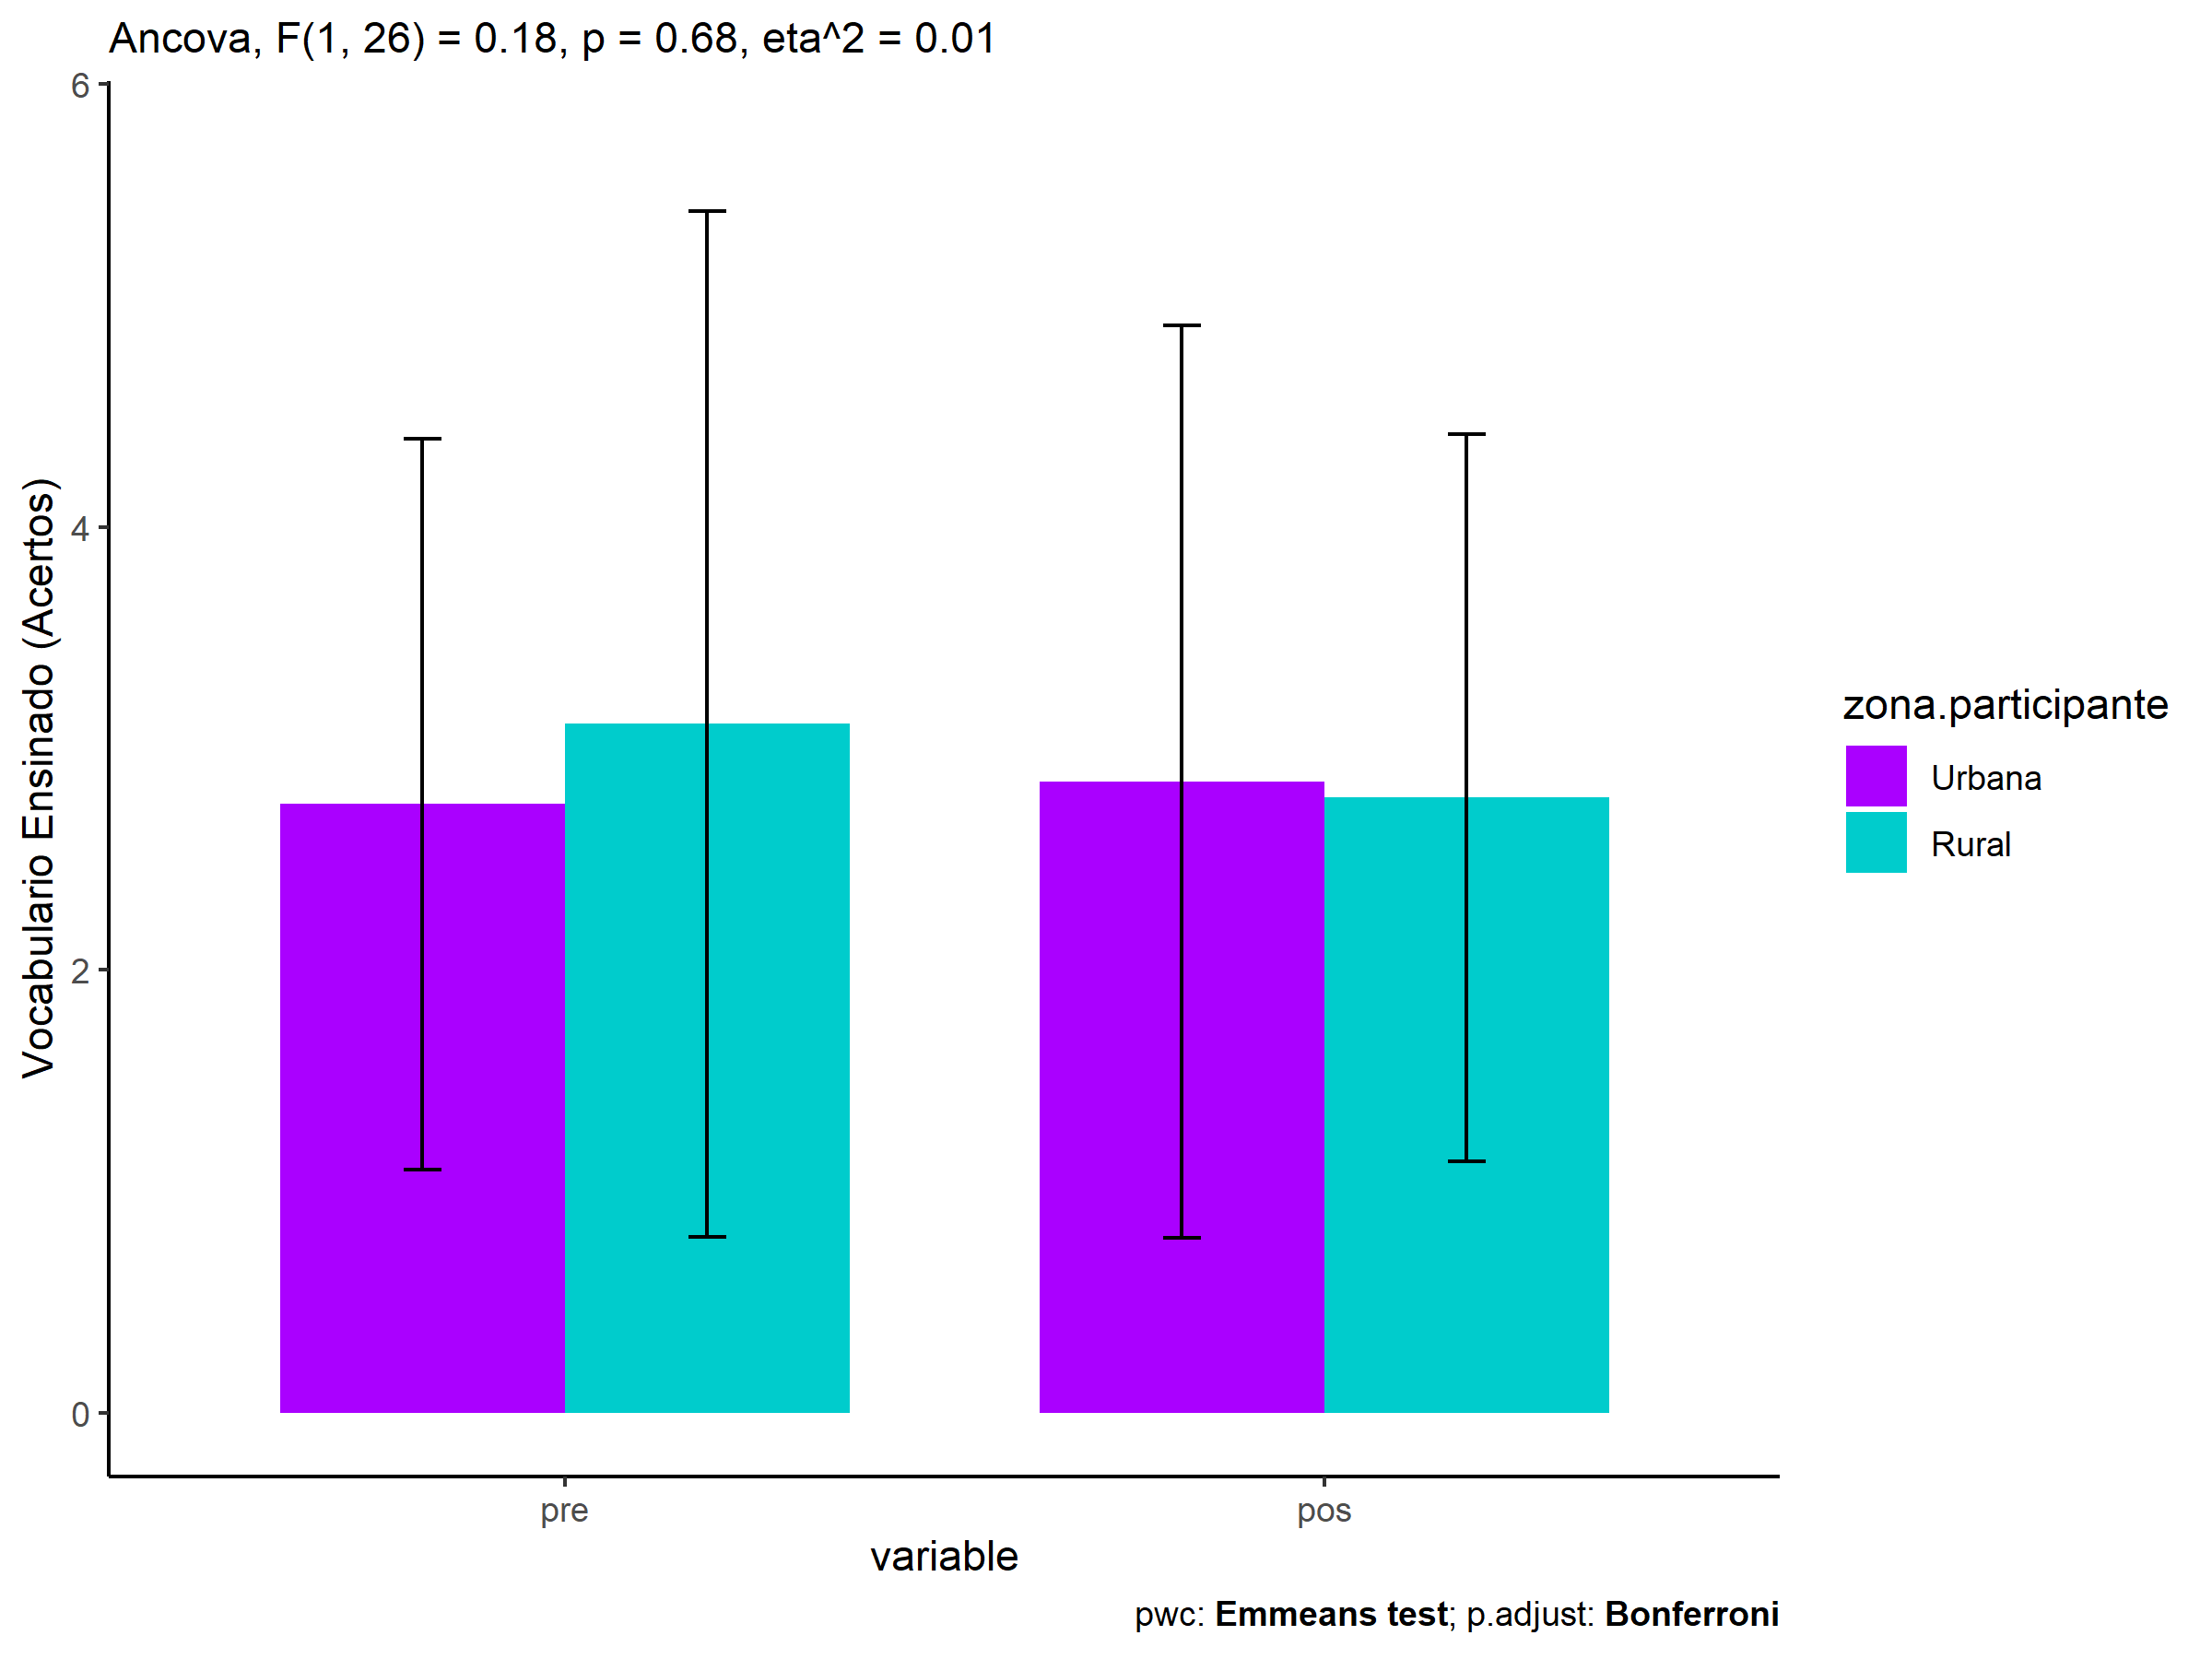 Ancova, F(1, 26) = 0.18, p = 0.68, eta^2 = 0.01
Vocabulario Ensinado (Acertos)
6
4
2
0
pre
pos
variable
zona.participante
Urbana
Rural
pwc: Emmeans test; p.adjust: Bonferroni